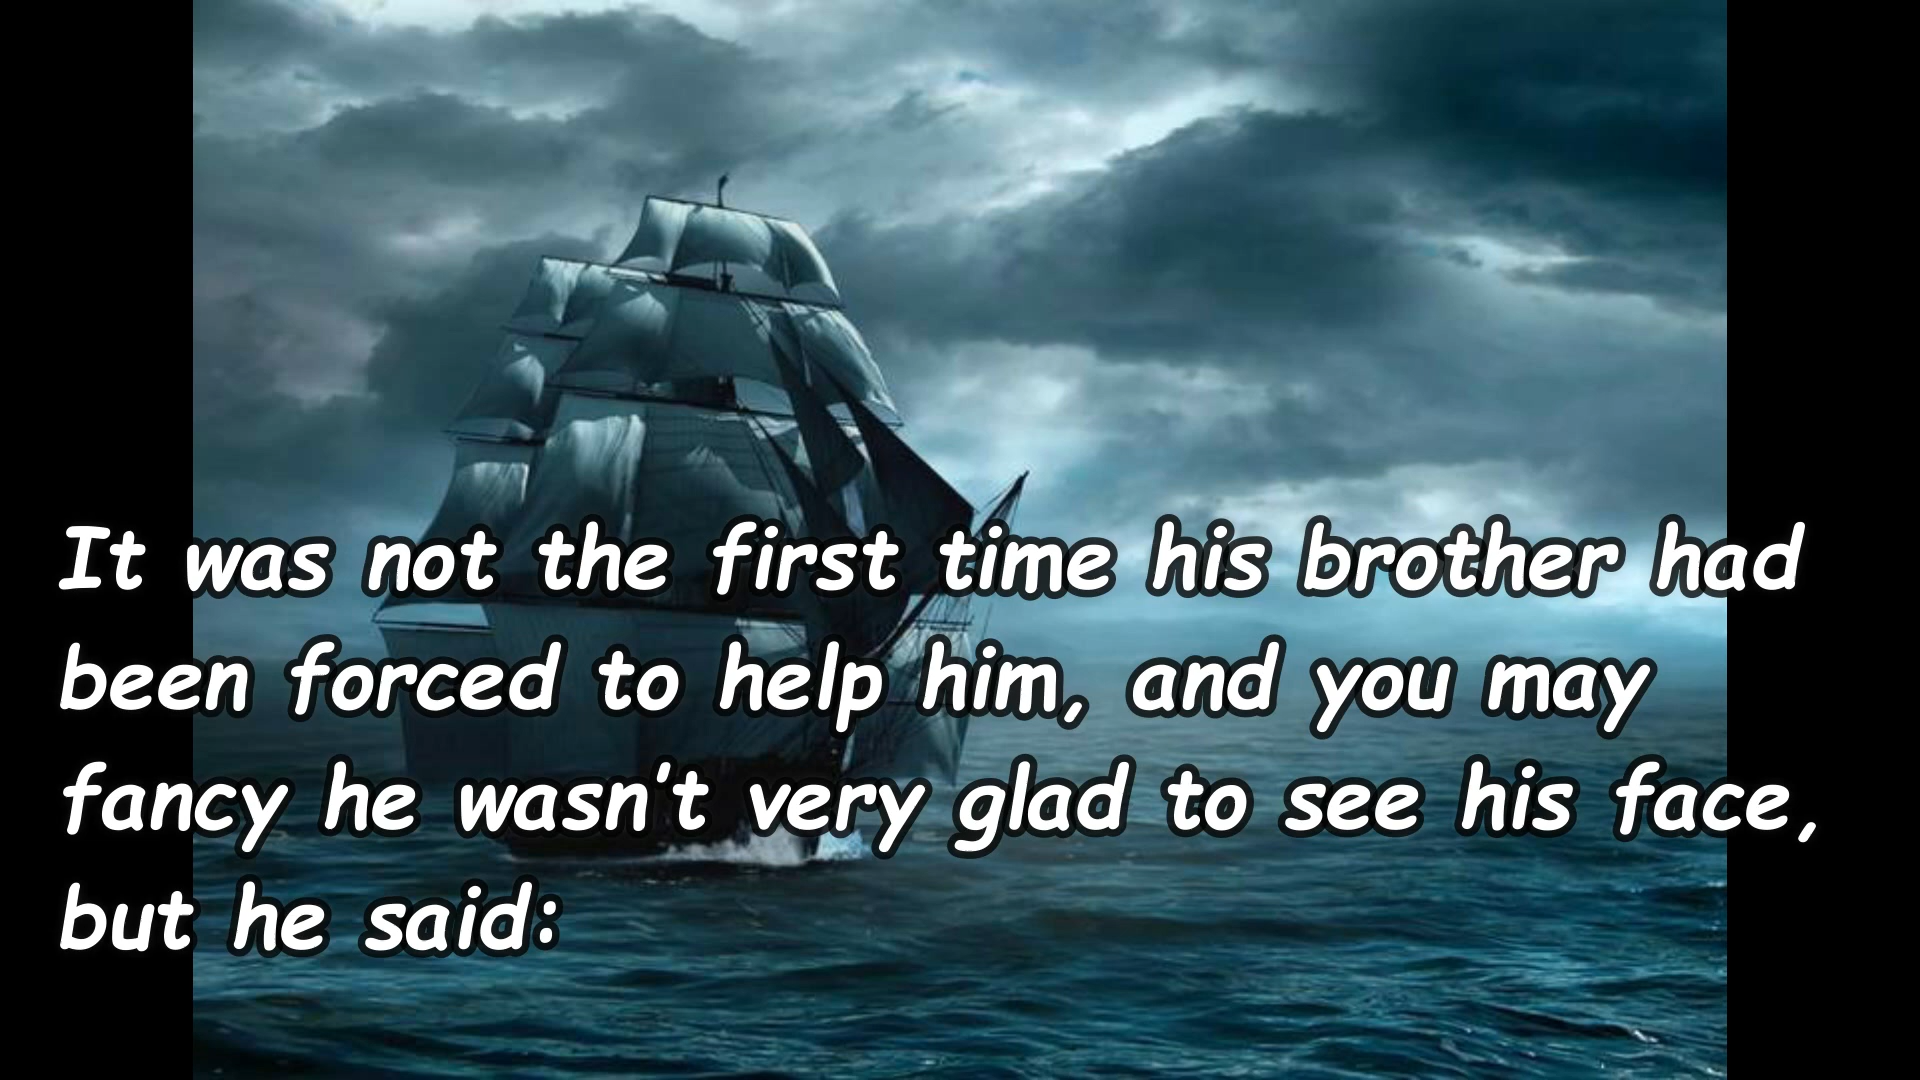 It was not the first time his brother had
been forced to help him, and you may
fancy he wasn't very glad to see his face,
but he said: